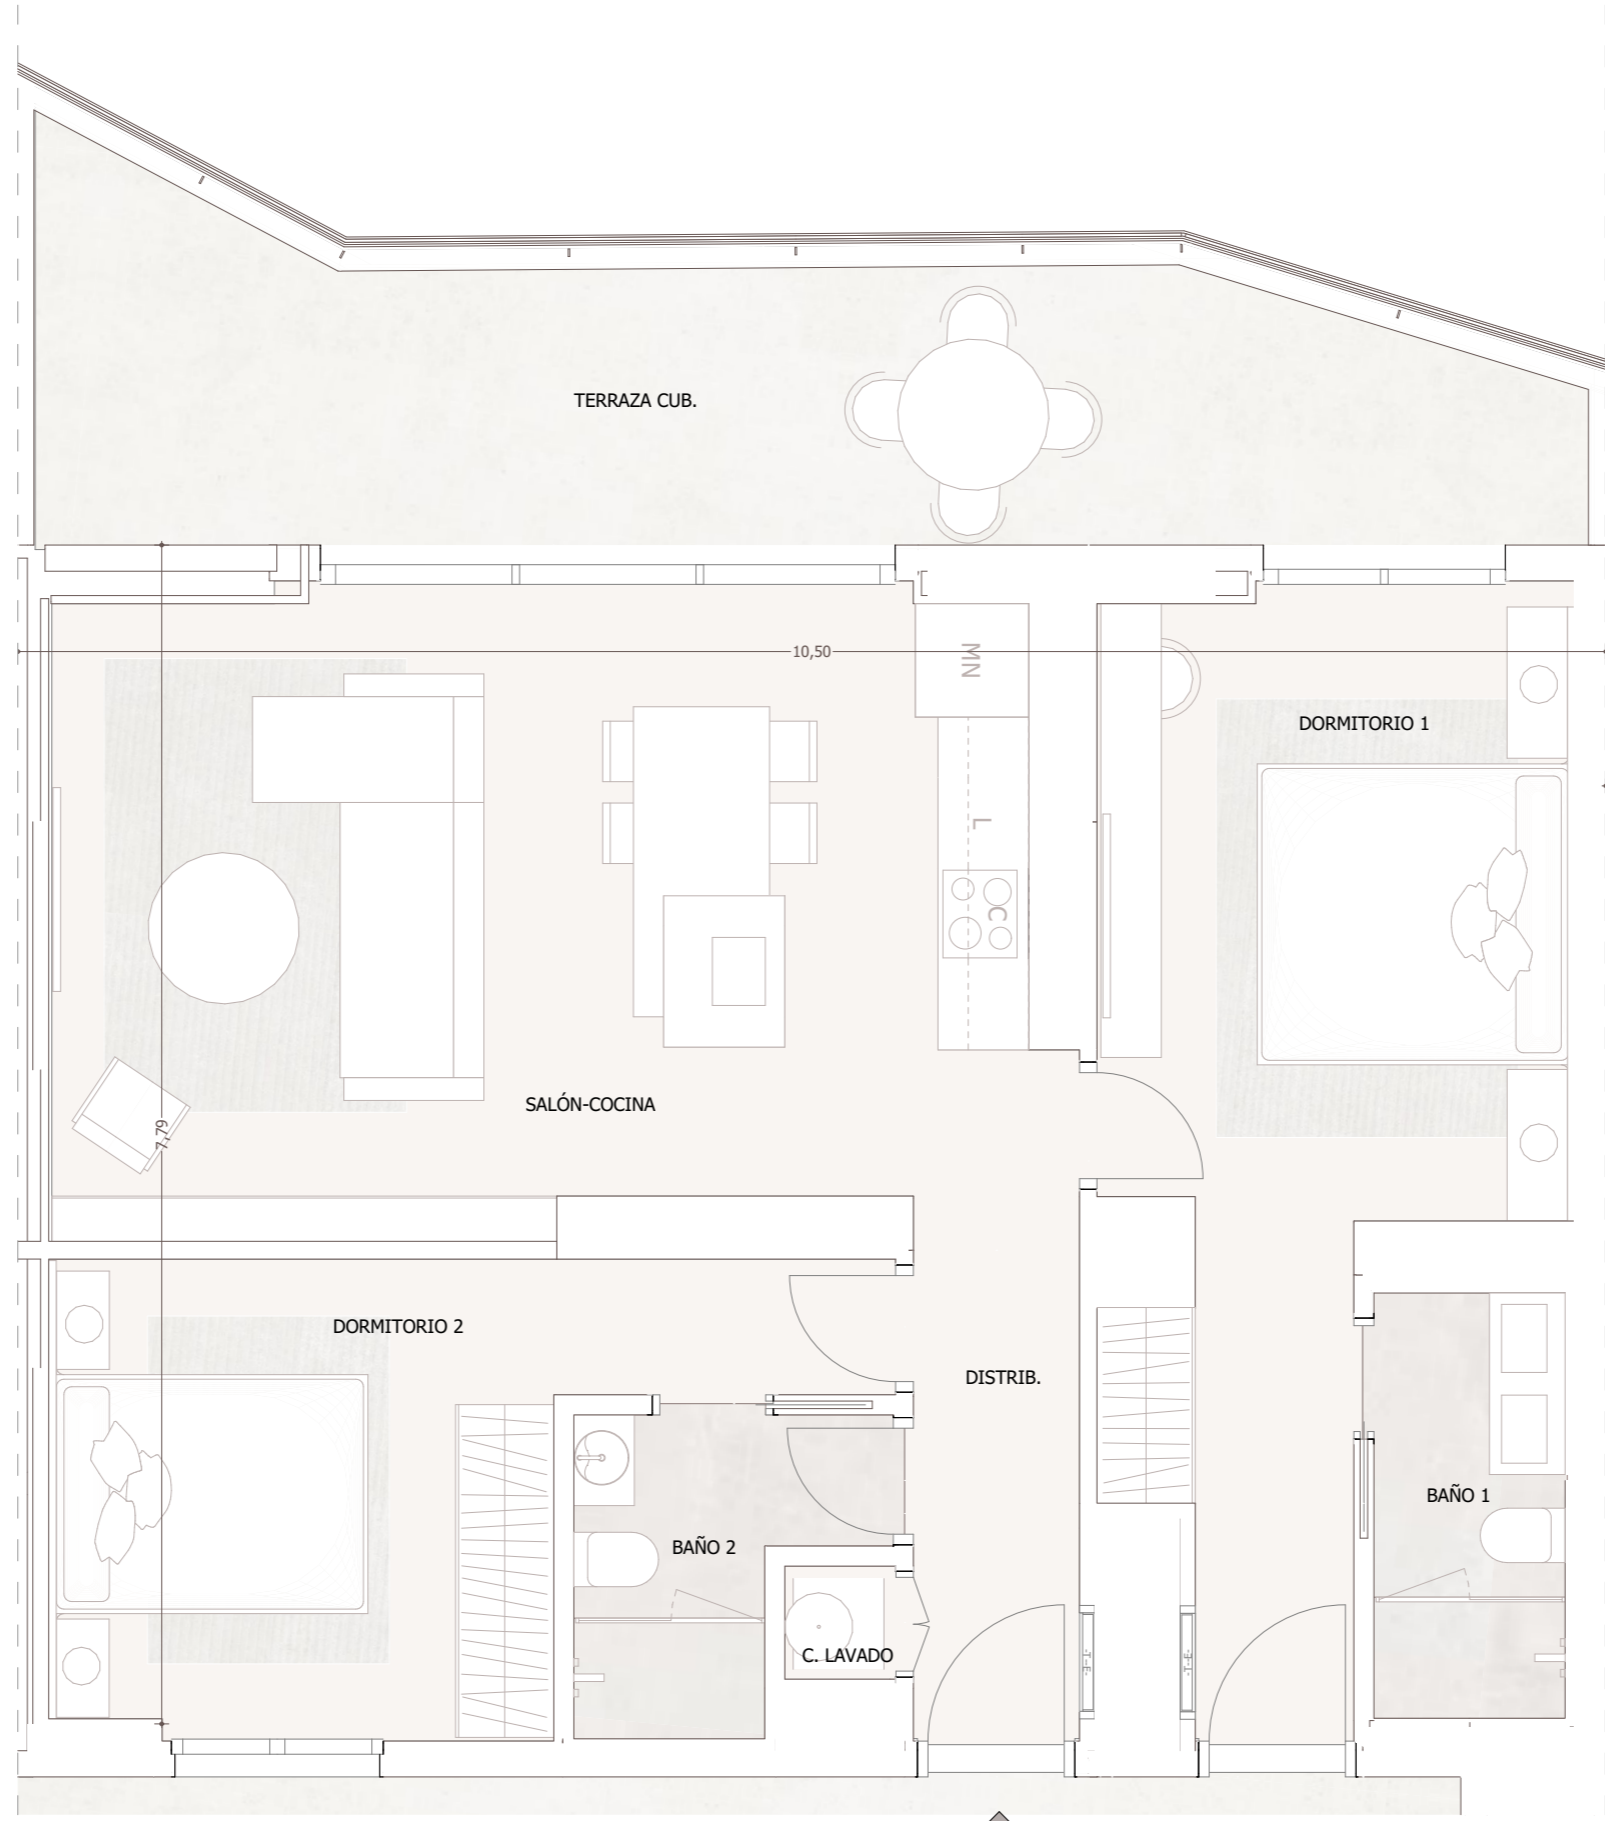 TERRAZA CUB.
10,50
MN
DORMITORIO 1
L
C
SALÓN-COCINA
7,79
DORMITORIO 2
DISTRIB.
BAÑO 1
BAÑO 2
C. LAVADO
-T-E-
-T-E-